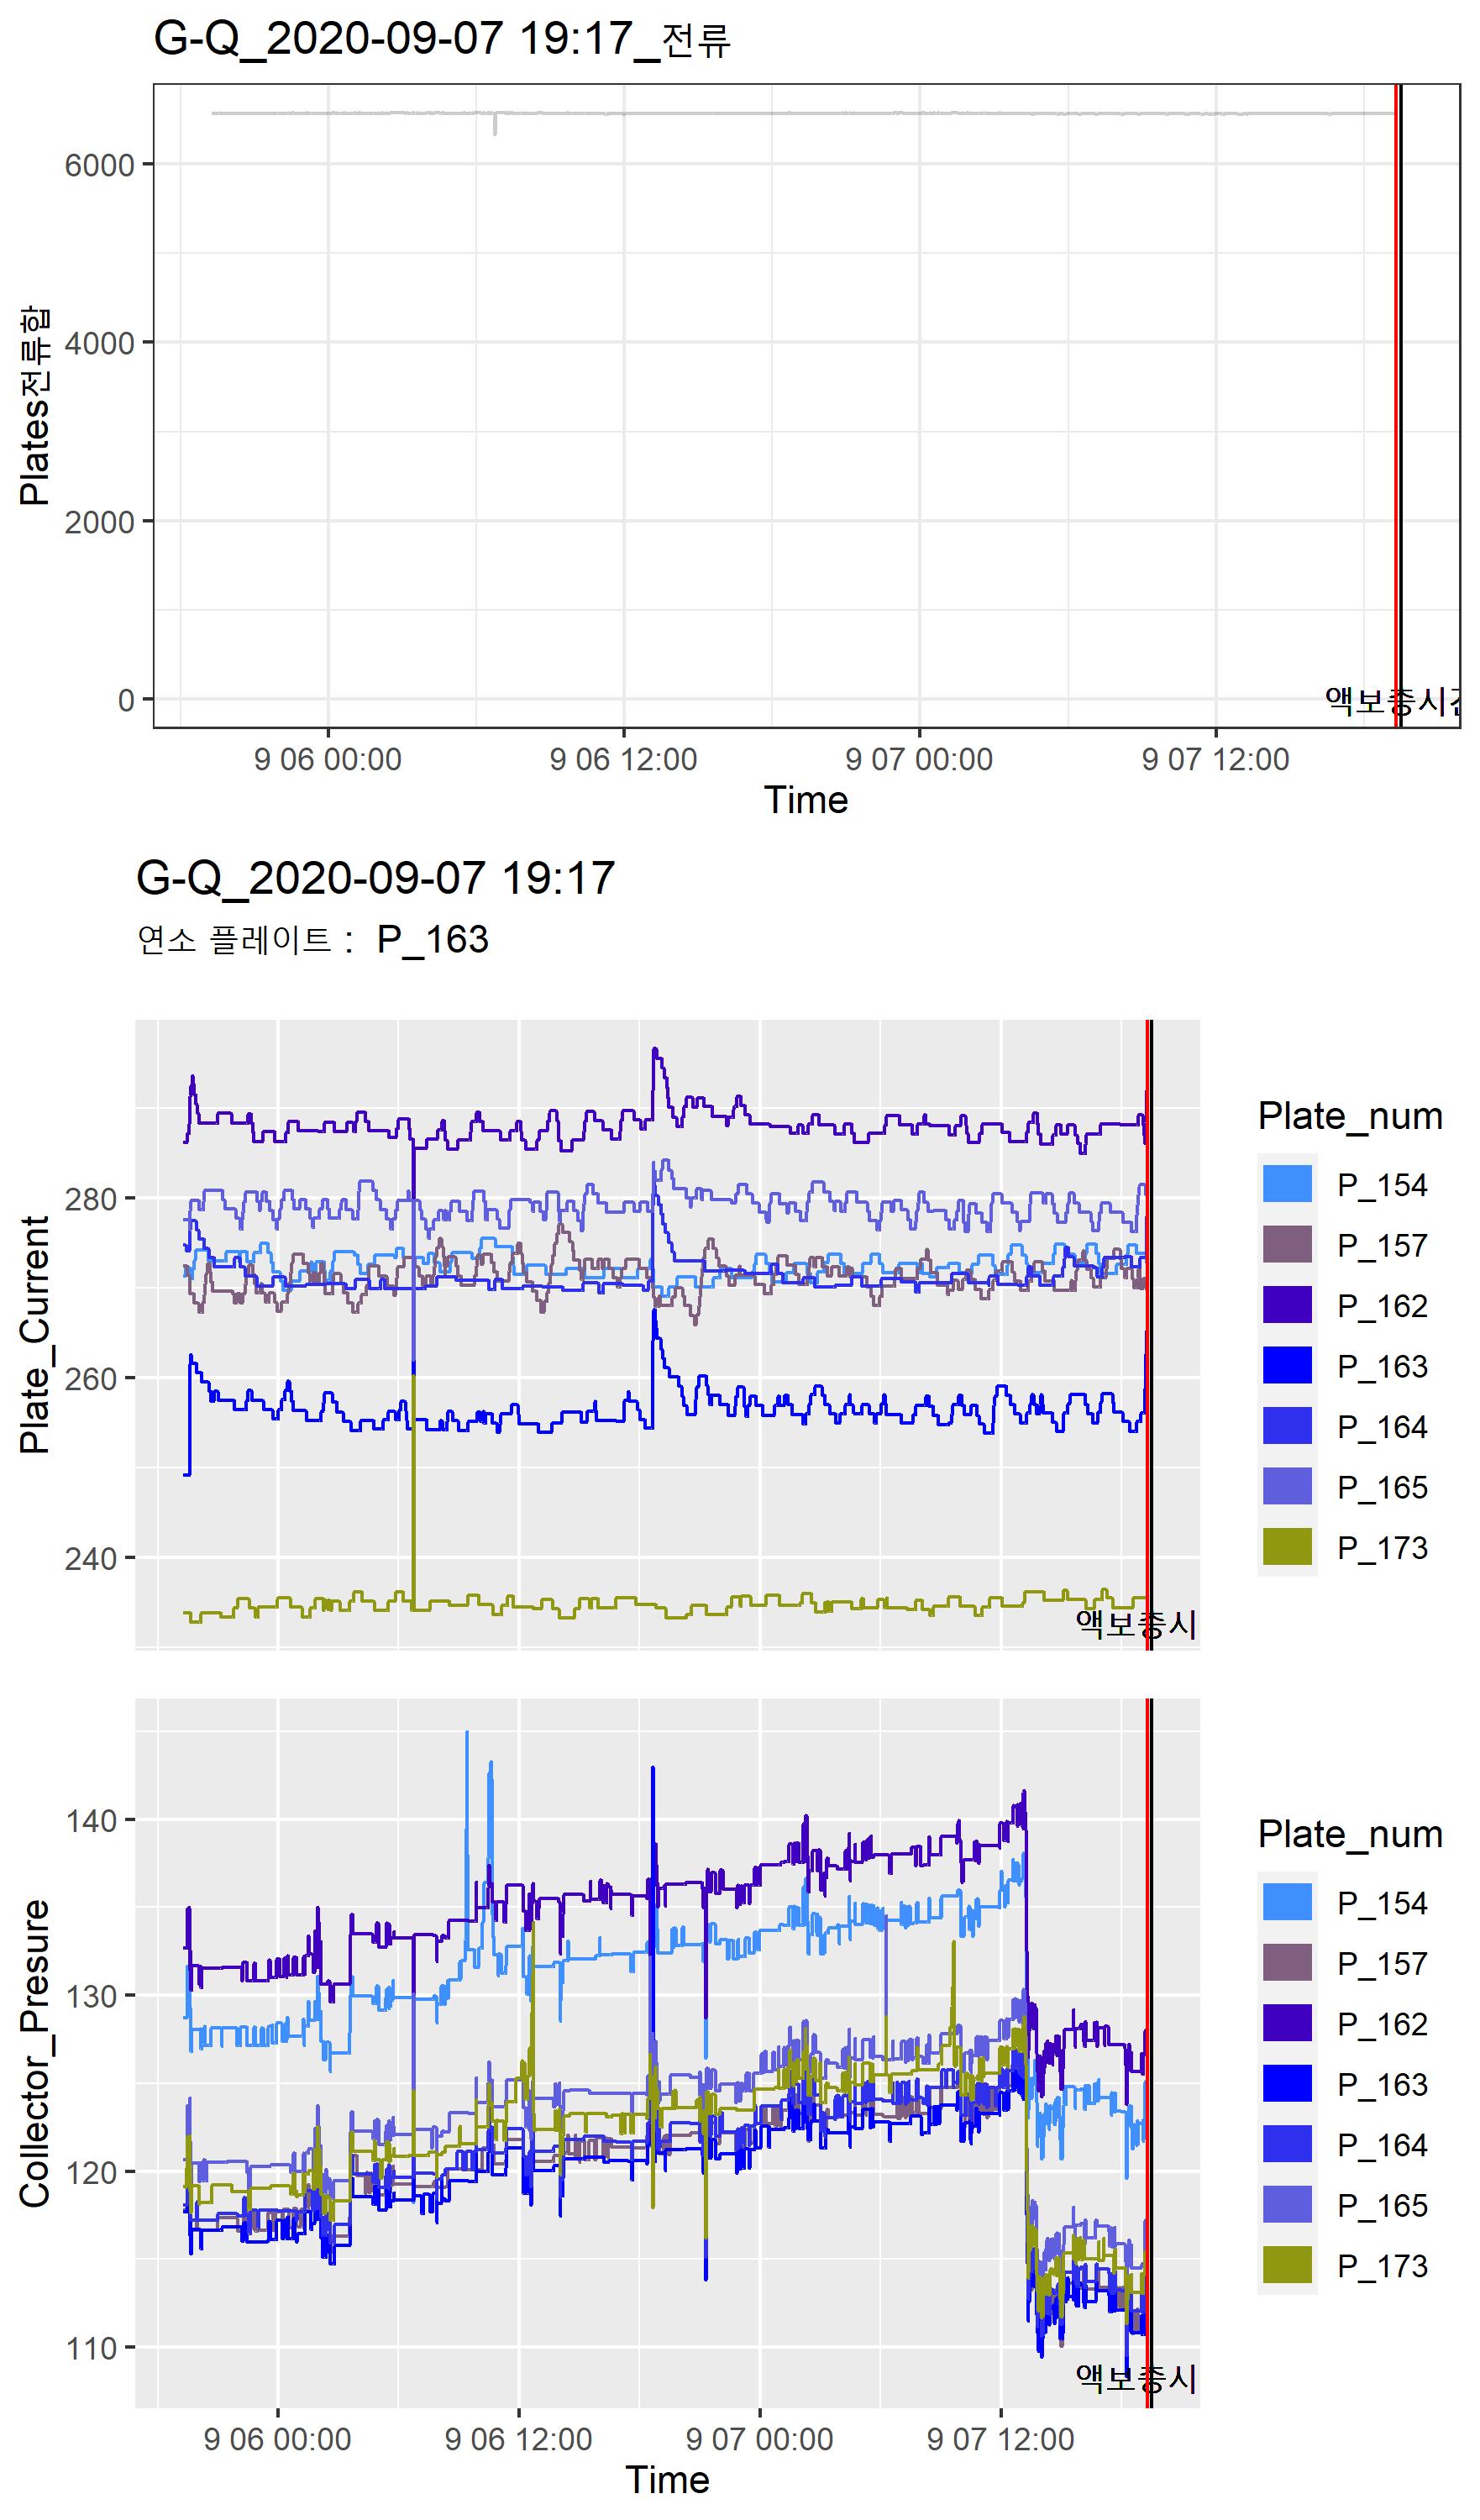 G-Q_2020-09-07 19:17_전류
Plates전류합
6000
4000
2000
0
액보충시간
9 06 00:00
9 06 12:00
9 07 00:00
9 07 12:00
Time
G-Q_2020-09-07 19:17
연소 플레이트 : P_163
Plate_Current
280
260
240
액보충시
Plate_num
P_154
P_157
P_162
P_163
P_164
P_165
P_173
Collector_Presure
140
130
120
110
액보충시
9 06 00:00
9 06 12:00
9 07 00:00
9 07 12:00
Time
Plate_num
P_154
P_157
P_162
P_163
P_164
P_165
P_173